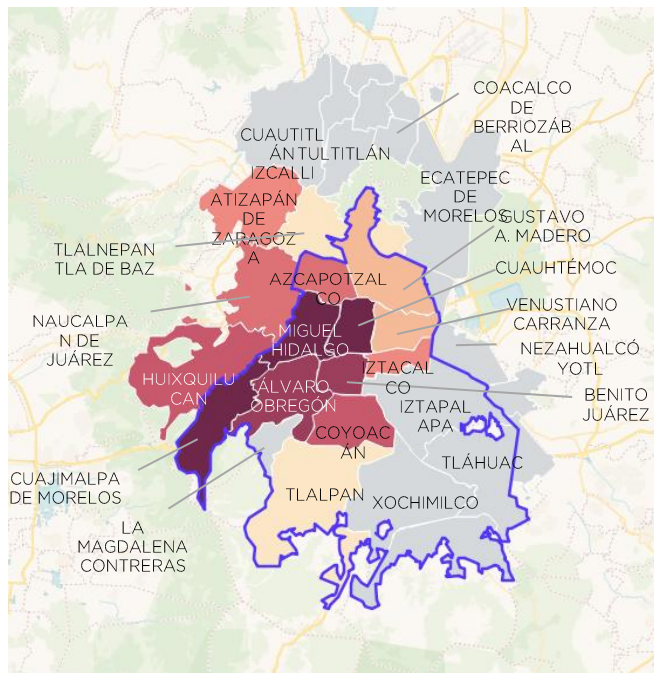 COACALCO
DE
BERRIOZÁB
AL
CUAUTITL
ÁN
IZCALLI
TULTITLÁN
ECATEPEC
DE
MORELOS
ATIZAPÁN
DE
ZARAGOZ
A
GUSTAVO
A. MADERO
TLALNEPAN
TLA DE BAZ
AZCAPOTZAL
CO
CUAUHTÉMOC
NAUCALPA
N DE
JUÁREZ
MIGUEL
HIDALGO
VENUSTIANO
CARRANZA
NEZAHUALCÓ
YOTL
HUIXQUILU
CAN
ÁLVARO
OBREGÓN
IZTACAL
CO
BENITO
JUÁREZ
IZTAPAL
APA
COYOAC
ÁN
TLÁHUAC
CUAJIMALPA
DE MORELOS
TLALPAN
XOCHIMILCO
LA
MAGDALENA
CONTRERAS